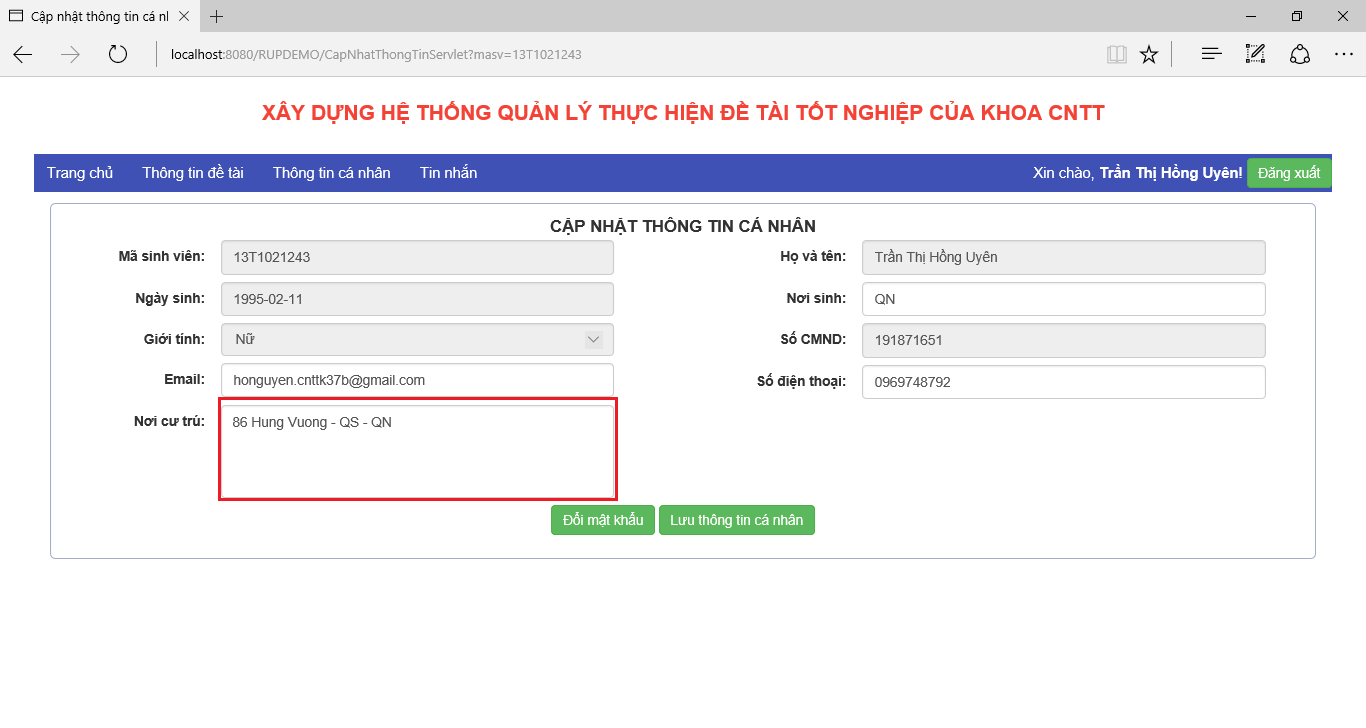 Cập nhật thông tin cá nl
localhost:8080/RUPDEMO/CapNhatThongTinServlet?masv=13T1021243
XÂY DỰNG HỆ THỐNG QUẢN LÝ THỰC HIỆN ĐỀ TÀI TỐT NGHIỆP CỦA KHOA CNTT
Trang chủ Thông tin đề tài Thông tin cá nhân Tin nhắn Xin chào, Trần Thị Hồng Uyên! Đăng xuất
CẬP NHẬT THÔNG TIN CÁ NHÂN
Mã sinh viên: 13T1021243 Họ và tên: Trần Thị Hồng Uyên
Ngày sinh: 1995-02-11 Nơi sinh: QN
Giới tính: Nữ Số CMND: 191871651
Email: honguyen.cnttk37b@gmail.com Số điện thoại: 0969748792
Nơi cư trú: 86 Hung Vuong - QS - QN
Đổi mật khẩu Lưu thông tin cá nhân